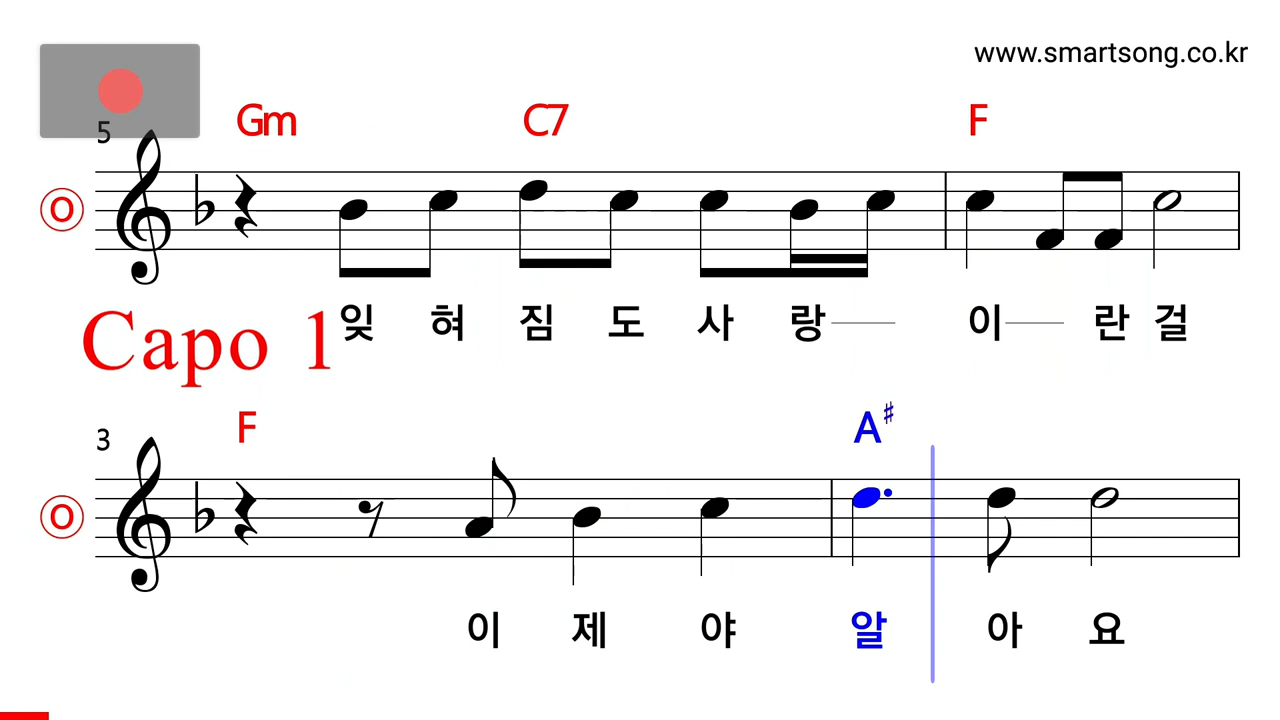 www.smartsong.co.kr
5
Gm C7 F
O
잊 혀 짐 도 사 랑 이 란 걸
Capo 1
F A♯
3
O
이 제 야 알 아 요